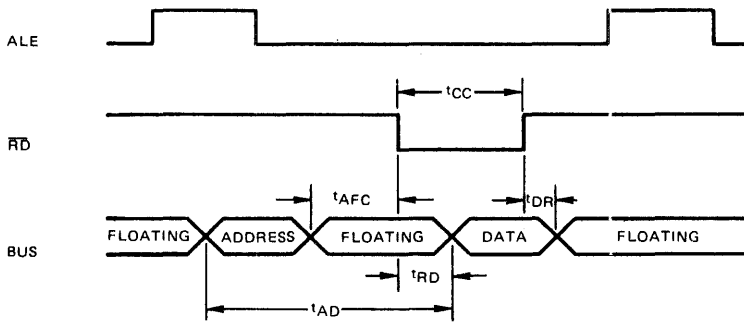 ALE
tCC
RD
tAFC
tDR
BUS
FLOATING ADDRESS FLOATING DATA FLOATING
tRD
tAD